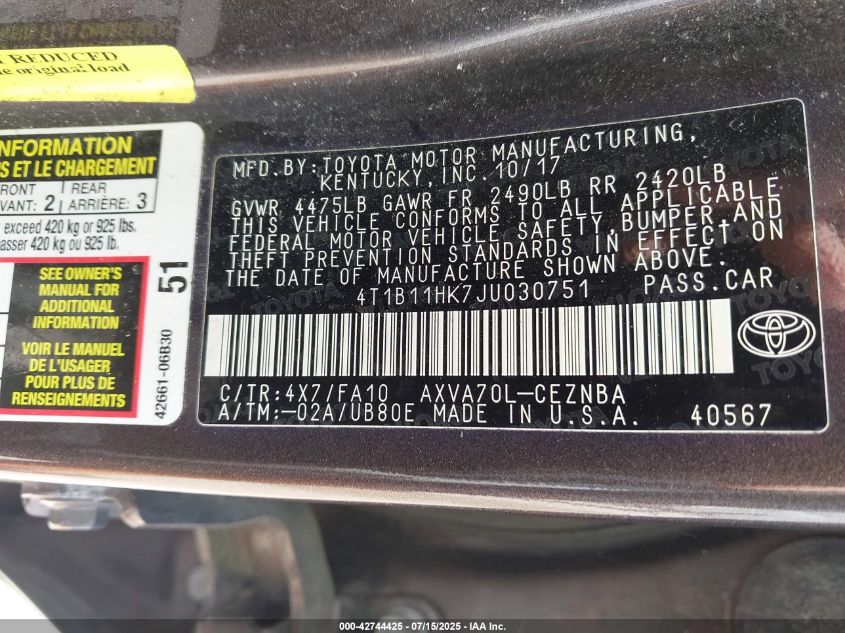 REDUCED
original load
INFORMATION
ET LE CHARGEMENT
FRONT
VANT: 2
REAR
ARRIÈRE: 3
exceed 420 kg or 925 lbs.
passer 420 kg ou 925 lb.
SEE OWNER'S
MANUAL FOR
ADDITIONAL
INFORMATION
VOIR LE MANUEL
DE L'USAGER
POUR PLUS DE
RENSEIGNEMENTS
51
42661-06B30
MFD.BY:TOYOTA MOTOR MANUFACTURING,
KENTUCKY,INC.10/17
GVWR 4475LB GAWR FR 2490LB RR 2420LB
THIS VEHICLE CONFORMS TO ALL APPLICABLE
FEDERAL MOTOR VEHICLE SAFETY,BUMPER,AND
THEFT PREVENTION STANDARDS IN EFFECT ON
THE DATE OF MANUFACTURE SHOWN ABOVE.
4T1B11HK7JU030751 PASS.CAR
C/TR:4X7/FA10 AXVA70L-CEZNBA
A/TM:-02A/UB80E MADE IN U.S.A. 40567
000-42744425 - 07/15/2025 - IAA Inc.